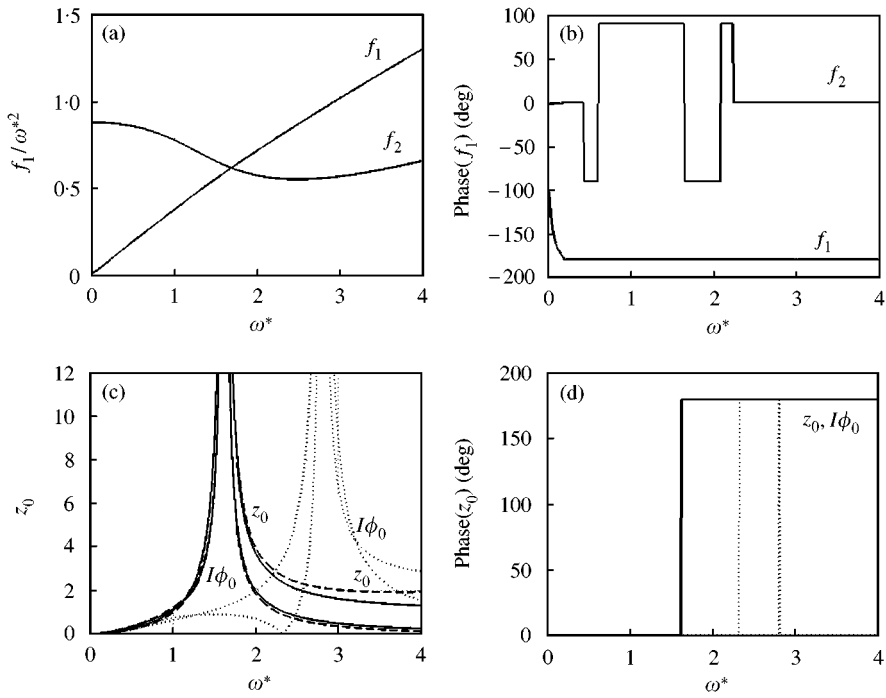 (a)
1·5
1·0
0·5
0
f₁/ω*²
f₁
f₂
0 1 2 3 4
ω*
(b)
100
50
0
−50
−100
−150
−200
Phase(f₁) (deg)
f₂
f₁
0 1 2 3 4
ω*
(c)
12
10
8
6
4
2
0
z₀
z₀
Iϕ₀
Iϕ₀
z₀
0 1 2 3 4
ω*
(d)
200
150
100
50
0
Phase(z₀) (deg)
z₀, Iϕ₀
0 1 2 3 4
ω*